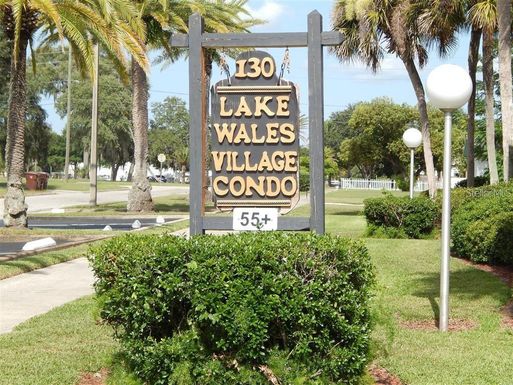 130
LAKE
WALES
VILLAGE
CONDO
55+